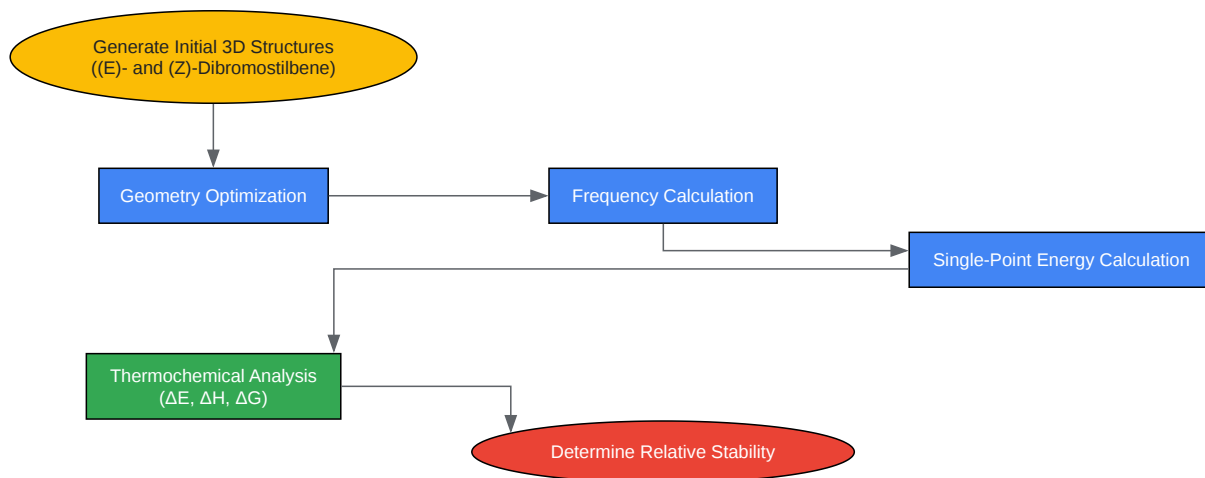 Generate Initial 3D Structures
((E)- and (Z)-Dibromostilbene)
Geometry Optimization
Frequency Calculation
Single-Point Energy Calculation
Thermochemical Analysis
(ΔE, ΔH, ΔG)
Determine Relative Stability